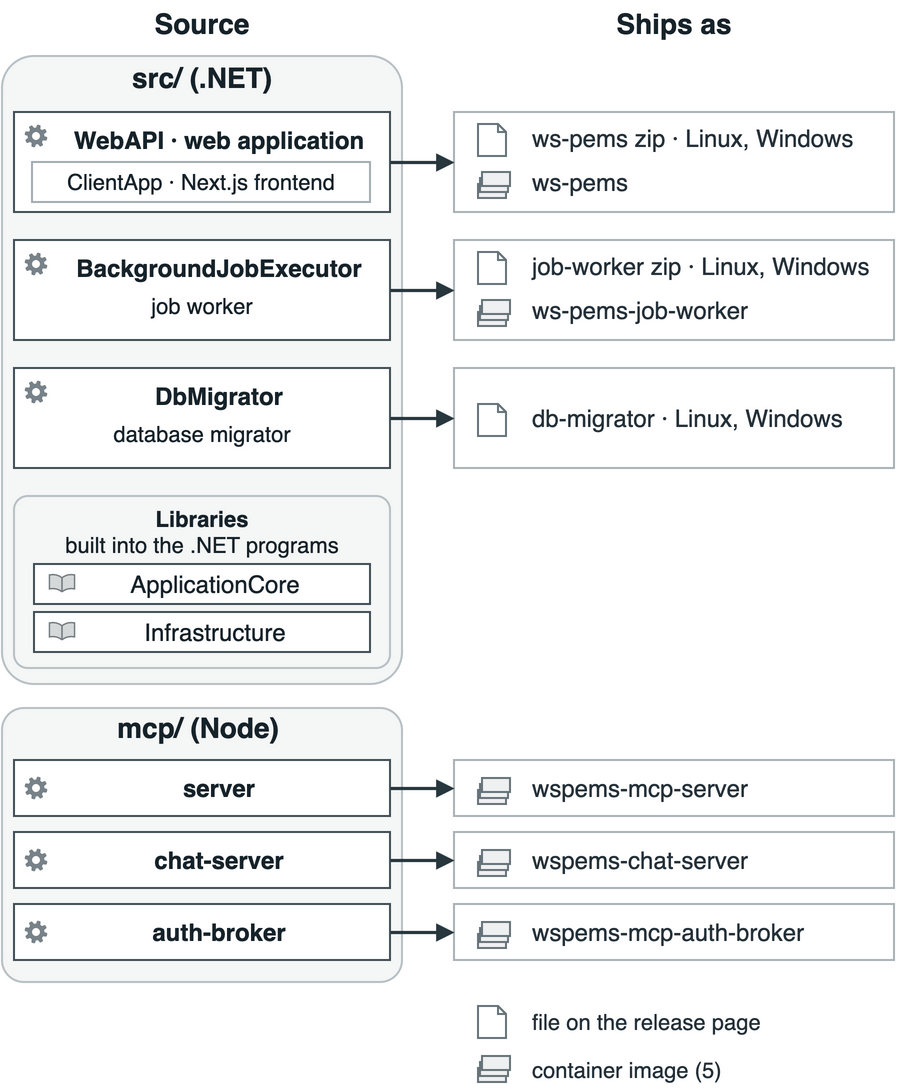 Source
Ships as
src/ (.NET)
WebAPI · web application
ClientApp · Next.js frontend
ws-pems zip · Linux, Windows
ws-pems
BackgroundJobExecutor
job worker
job-worker zip · Linux, Windows
ws-pems-job-worker
DbMigrator
database migrator
db-migrator · Linux, Windows
Libraries
built into the .NET programs
ApplicationCore
Infrastructure
mcp/ (Node)
server
wspems-mcp-server
chat-server
wspems-chat-server
auth-broker
wspems-mcp-auth-broker
file on the release page
container image (5)